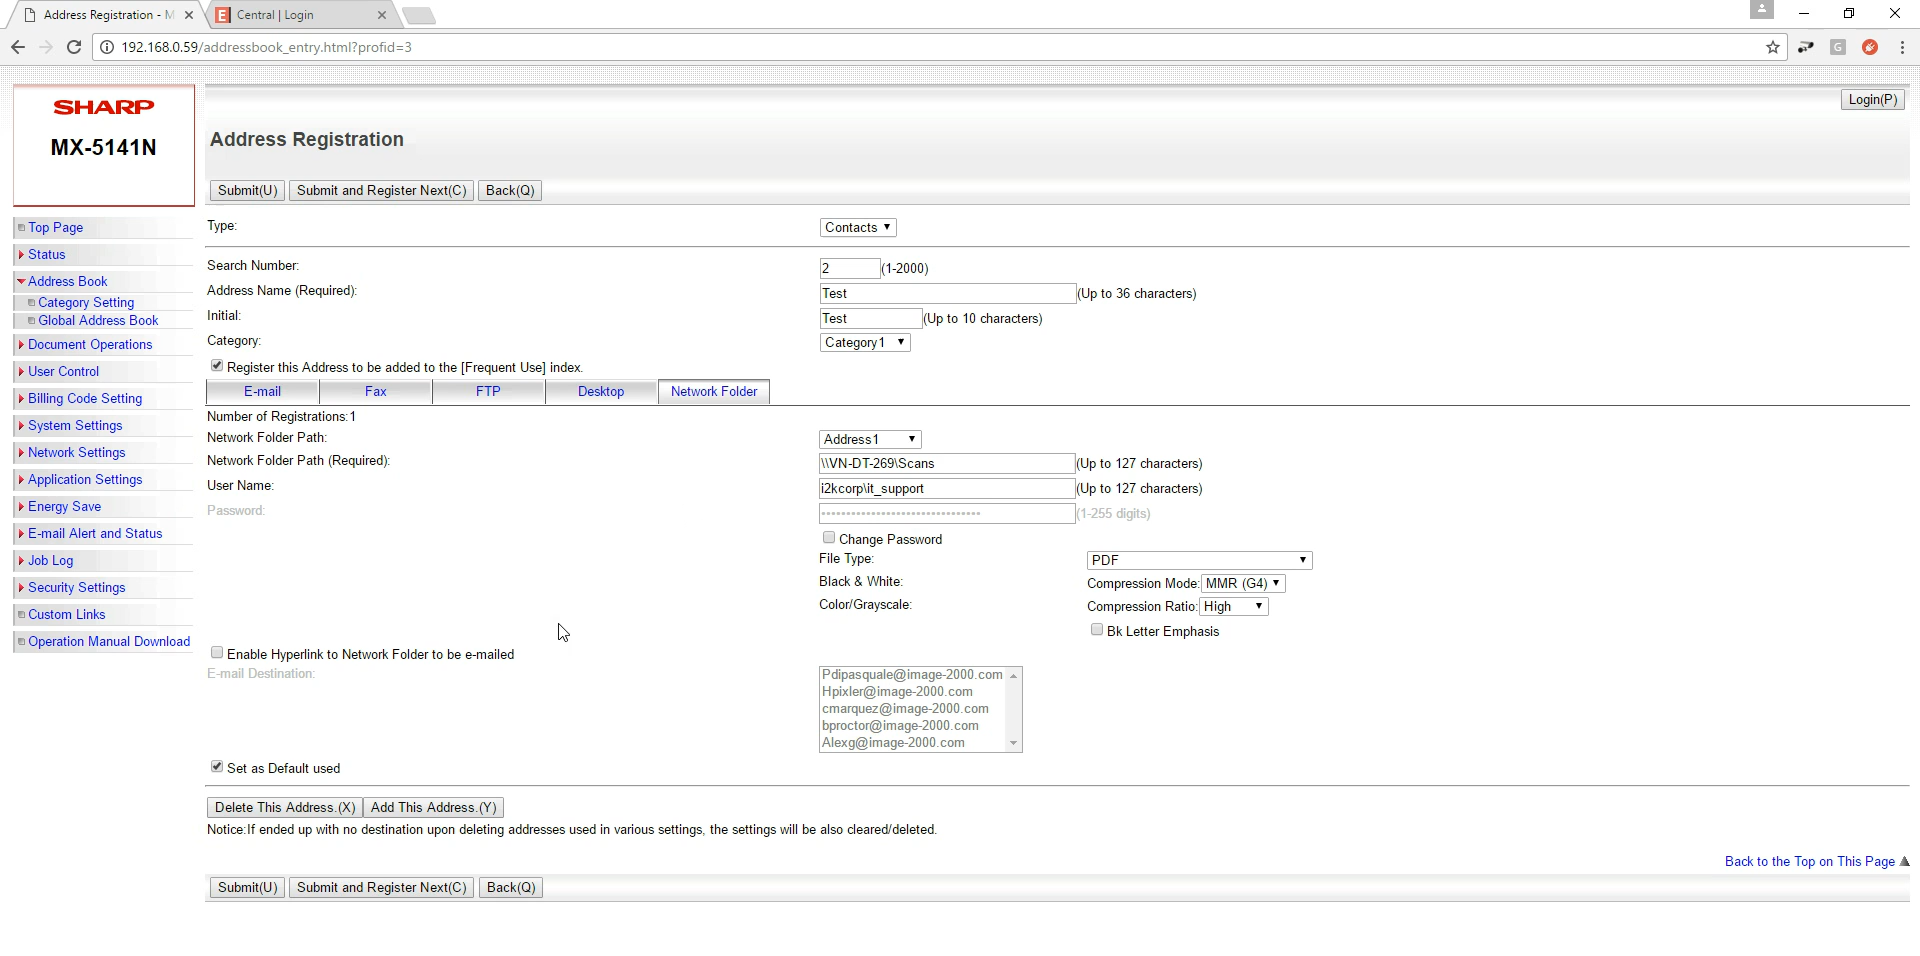 Address Registration - M
Central | Login
192.168.0.59/addressbook_entry.html?profid=3
G
SHARP
MX-5141N
Login(P)
Address Registration
Submit(U) Submit and Register Next(C) Back(Q)
Top Page
Status
Address Book
Category Setting
Global Address Book
Document Operations
User Control
Billing Code Setting
System Settings
Network Settings
Application Settings
Energy Save
E-mail Alert and Status
Job Log
Security Settings
Custom Links
Operation Manual Download
Type: Contacts
Search Number: 2 (1-2000)
Address Name (Required): Test (Up to 36 characters)
Initial: Test (Up to 10 characters)
Category: Category1
Register this Address to be added to the [Frequent Use] index.
E-mail Fax FTP Desktop Network Folder
Number of Registrations:1
Network Folder Path: Address1
Network Folder Path (Required): \\VN-DT-269\Scans (Up to 127 characters)
User Name: i2kcorp\it_support (Up to 127 characters)
Password: •••••••••••••••••••••••••••••••• (1-255 digits)
Change Password
File Type: PDF
Black & White: Compression Mode: MMR (G4)
Color/Grayscale: Compression Ratio: High
Bk Letter Emphasis
Enable Hyperlink to Network Folder to be e-mailed
E-mail Destination: Pdipasquale@image-2000.com
Hpixler@image-2000.com
cmarquez@image-2000.com
bproctor@image-2000.com
Alexg@image-2000.com
Set as Default used
Delete This Address.(X) Add This Address.(Y)
Notice:If ended up with no destination upon deleting addresses used in various settings, the settings will be also cleared/deleted.
Back to the Top on This Page
Submit(U) Submit and Register Next(C) Back(Q)